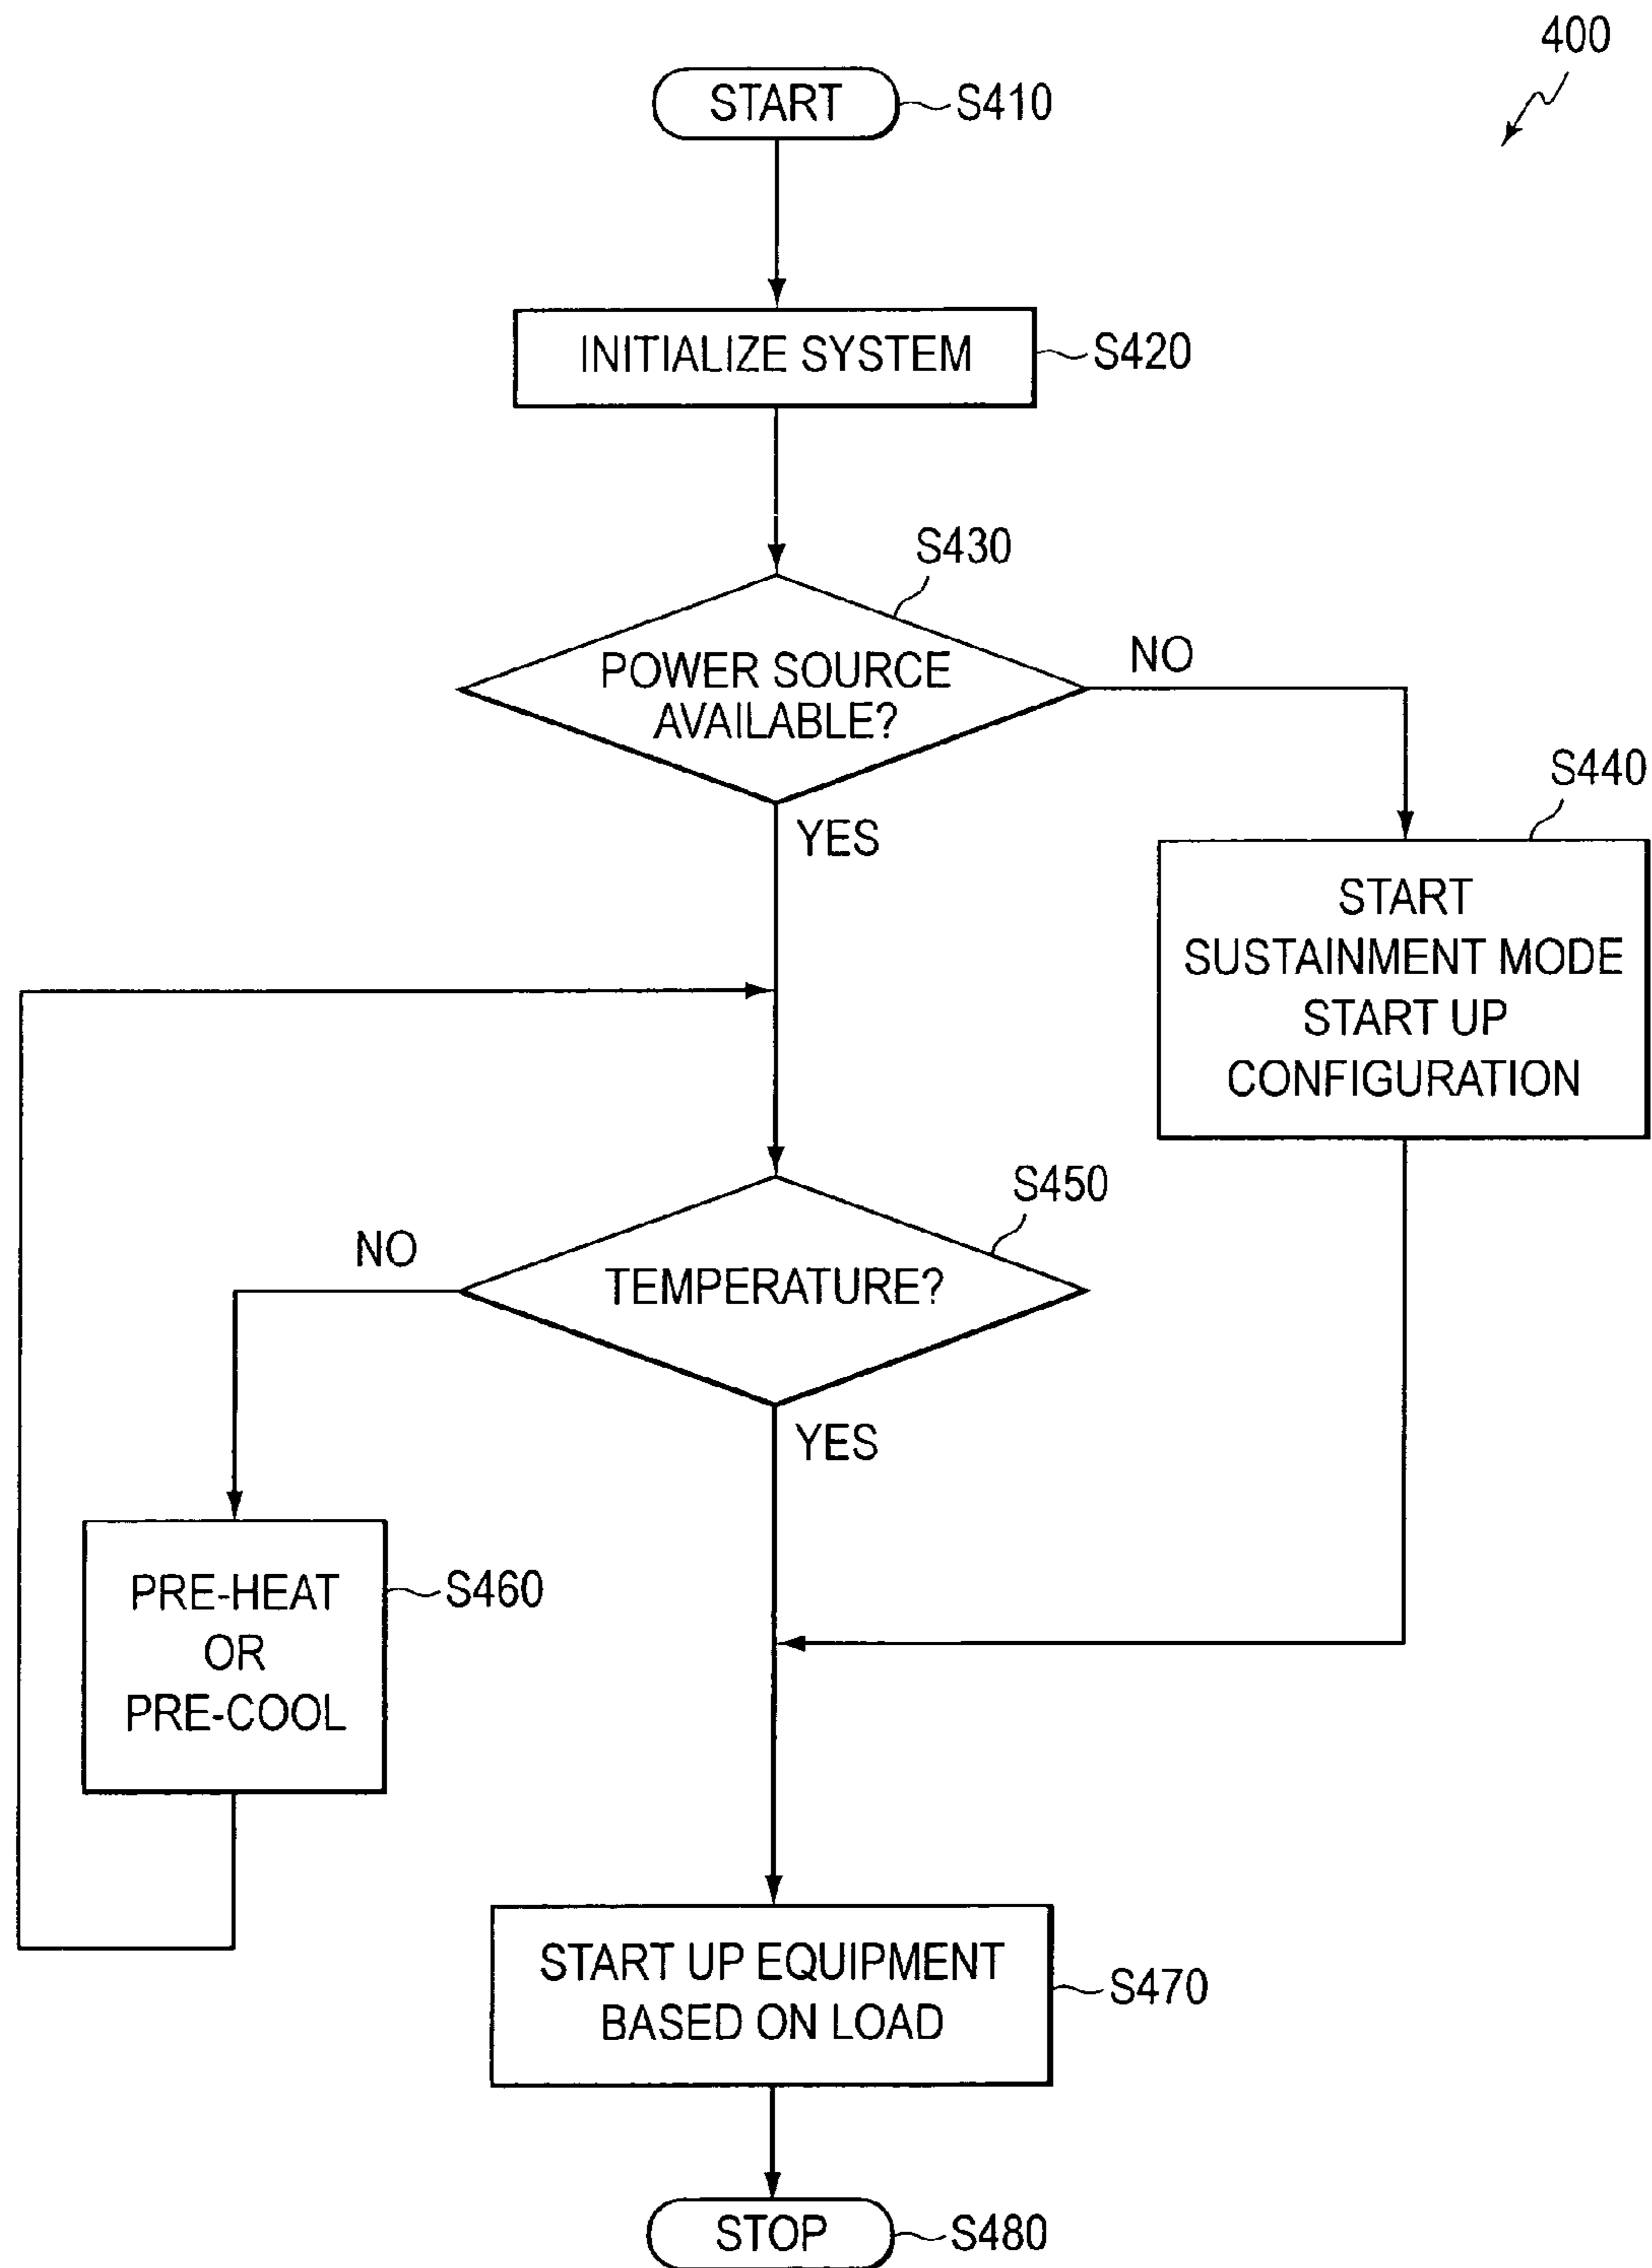 400
START
S410
INITIALIZE SYSTEM
S420
S430
POWER SOURCE
AVAILABLE?
NO
YES
S440
START
SUSTAINMENT MODE
START UP
CONFIGURATION
S450
NO
TEMPERATURE?
YES
PRE-HEAT
OR
PRE-COOL
S460
START UP EQUIPMENT
BASED ON LOAD
S470
STOP
S480